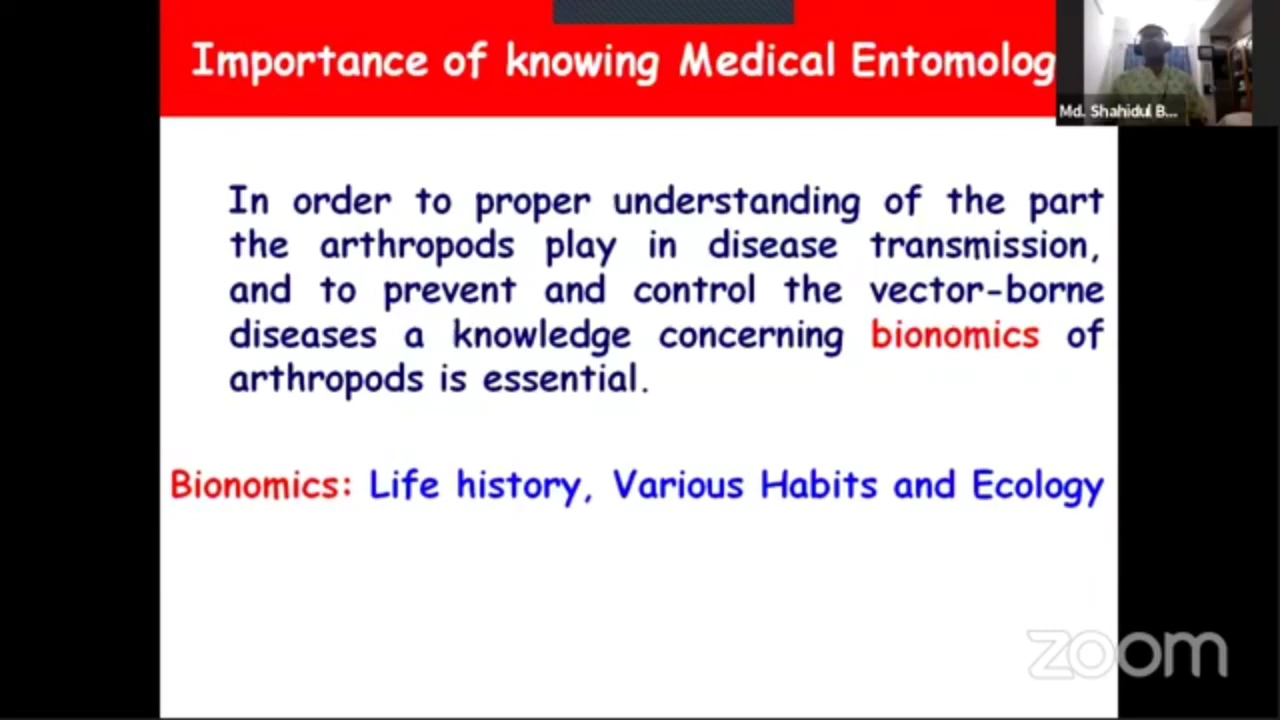 Importance of knowing Medical Entomolog
Md. Shahidul B...
In order to proper understanding of the part
the arthropods play in disease transmission,
and to prevent and control the vector-borne
diseases a knowledge concerning bionomics of
arthropods is essential.
Bionomics: Life history, Various Habits and Ecology
zoom